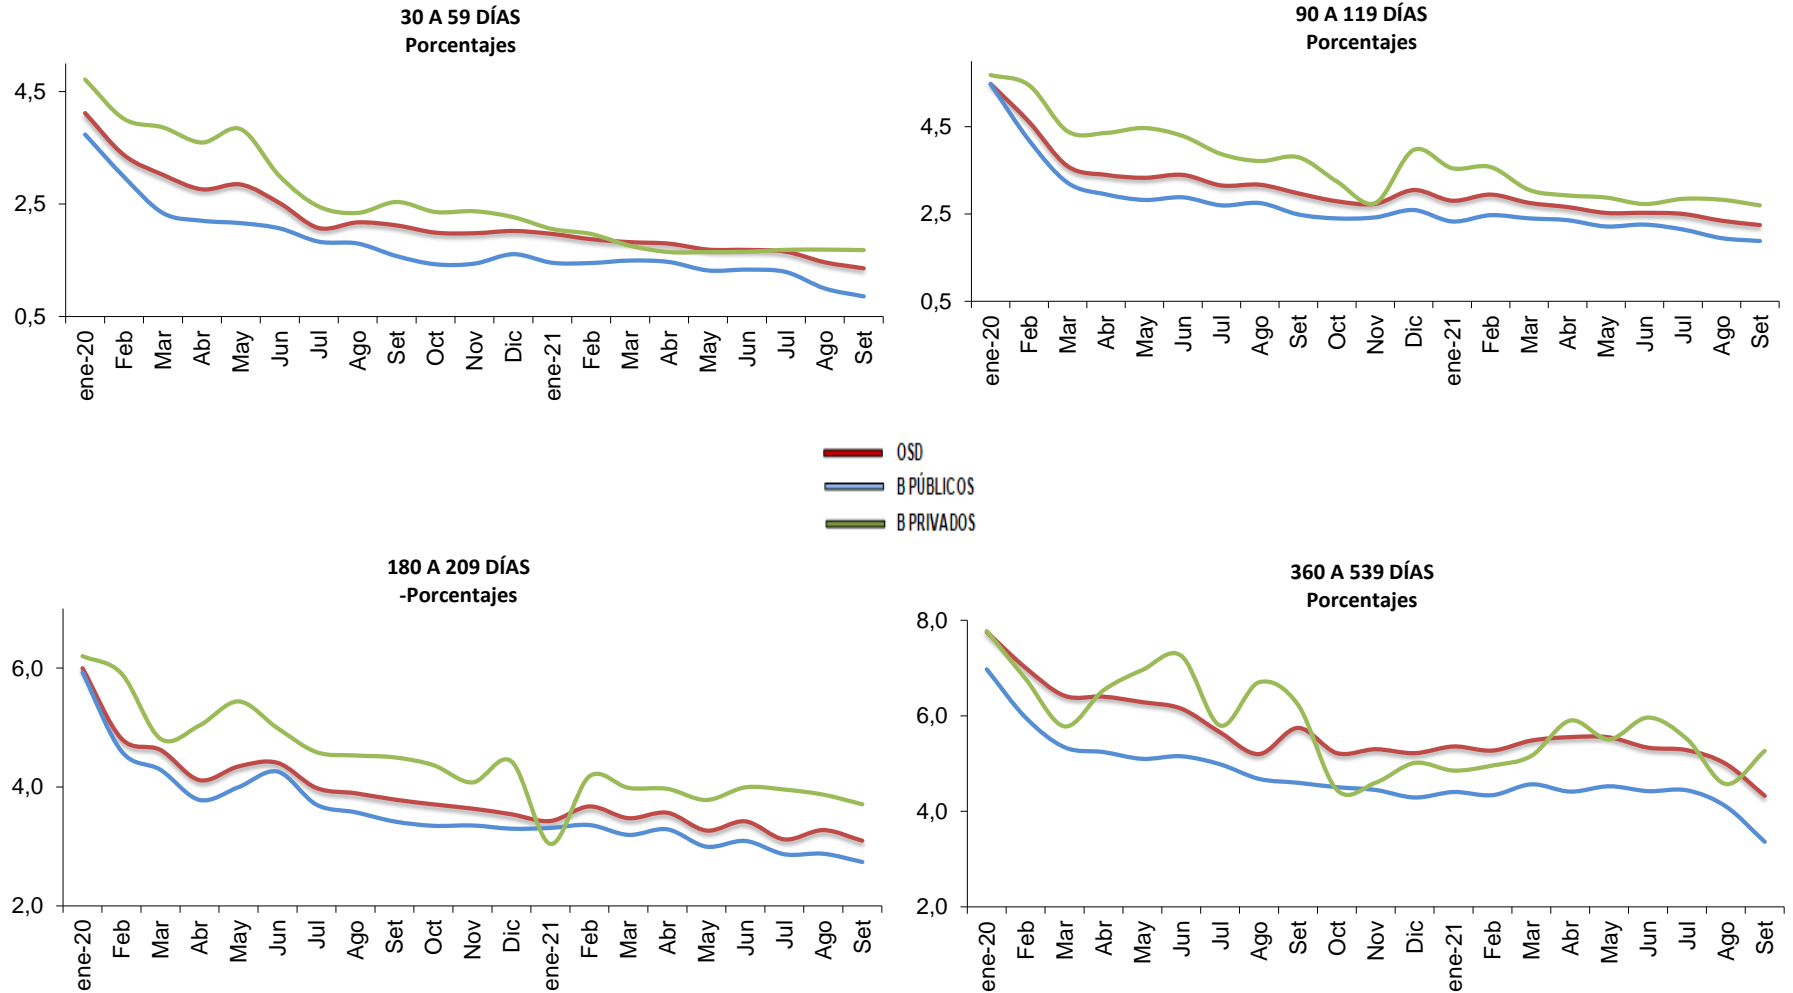 30 A 59 DÍAS
Porcentajes
4,5
2,5
0,5
ene-20 Feb Mar Abr May Jun Jul Ago Set Oct Nov Dic ene-21 Feb Mar Abr May Jun Jul Ago Set
90 A 119 DÍAS
Porcentajes
4,5
2,5
0,5
ene-20 Feb Mar Abr May Jun Jul Ago Set Oct Nov Dic ene-21 Feb Mar Abr May Jun Jul Ago Set
OSD
B PÚBLICOS
B PRIVADOS
180 A 209 DÍAS
-Porcentajes
6,0
4,0
2,0
ene-20 Feb Mar Abr May Jun Jul Ago Set Oct Nov Dic ene-21 Feb Mar Abr May Jun Jul Ago Set
360 A 539 DÍAS
Porcentajes
8,0
6,0
4,0
2,0
ene-20 Feb Mar Abr May Jun Jul Ago Set Oct Nov Dic ene-21 Feb Mar Abr May Jun Jul Ago Set